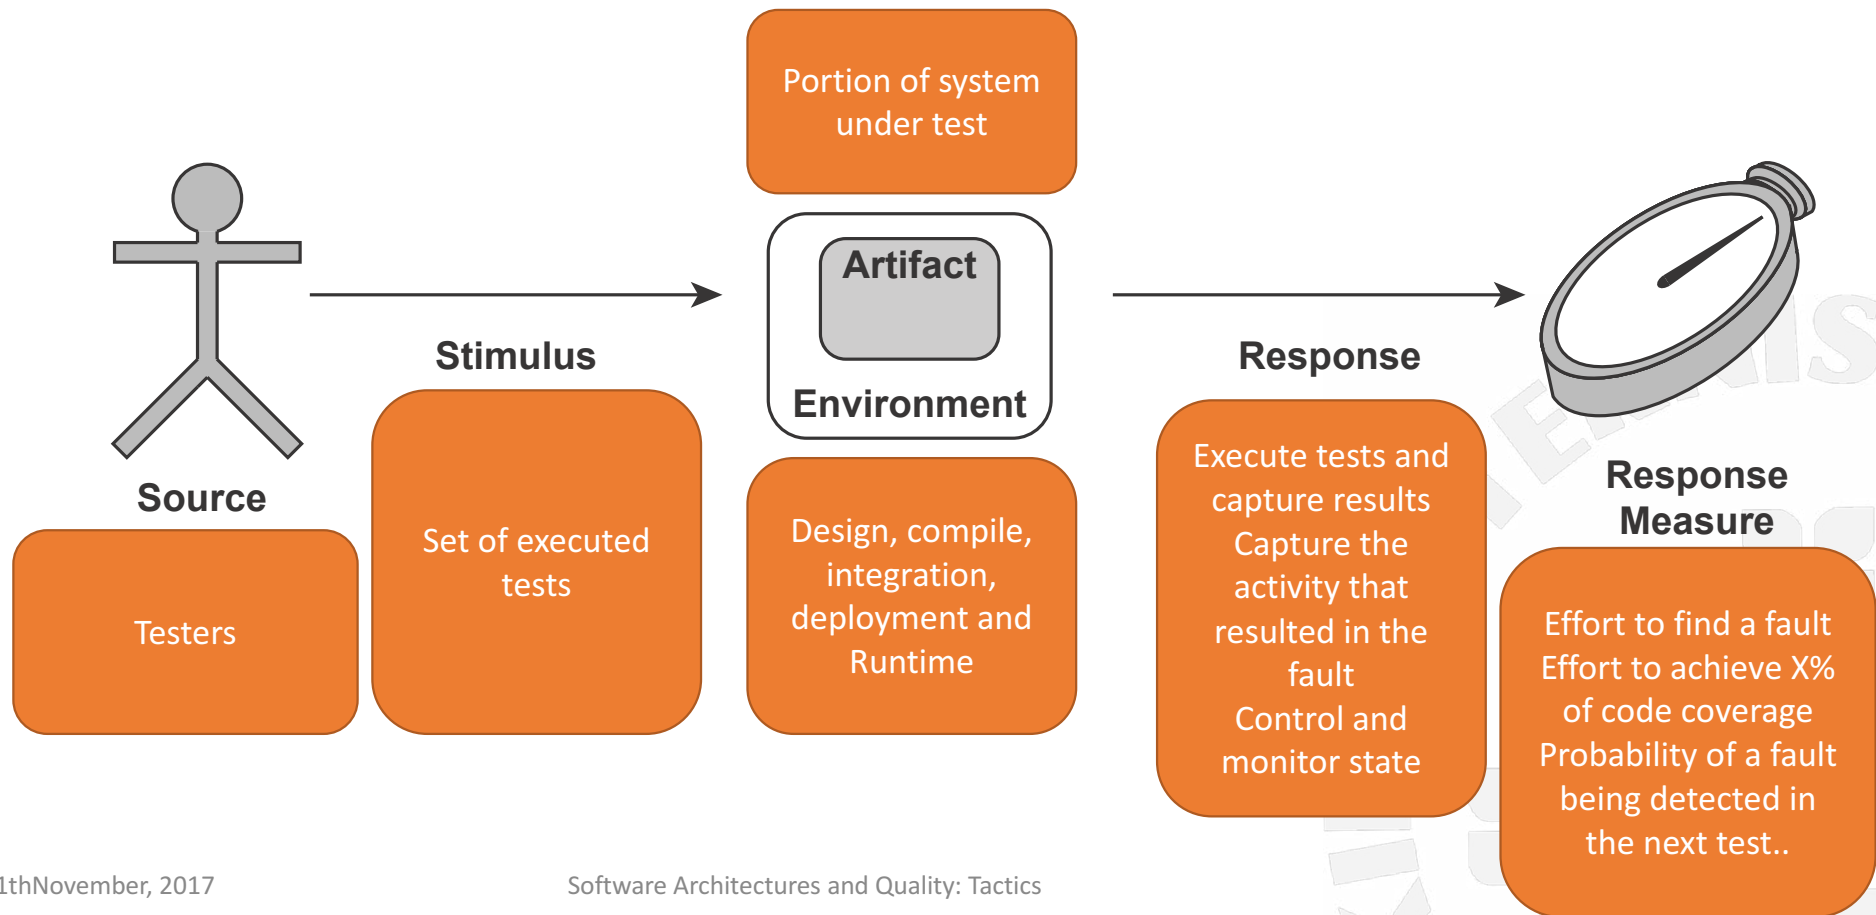 Portion of system
under test
Artifact
Environment
Stimulus
Response
Source
Response
Measure
Testers
Set of executed
tests
Design, compile,
integration,
deployment and
Runtime
Execute tests and
capture results
Capture the
activity that
resulted in the
fault
Control and
monitor state
Effort to find a fault
Effort to achieve X%
of code coverage
Probability of a fault
being detected in
the next test..
1thNovember, 2017
Software Architectures and Quality: Tactics